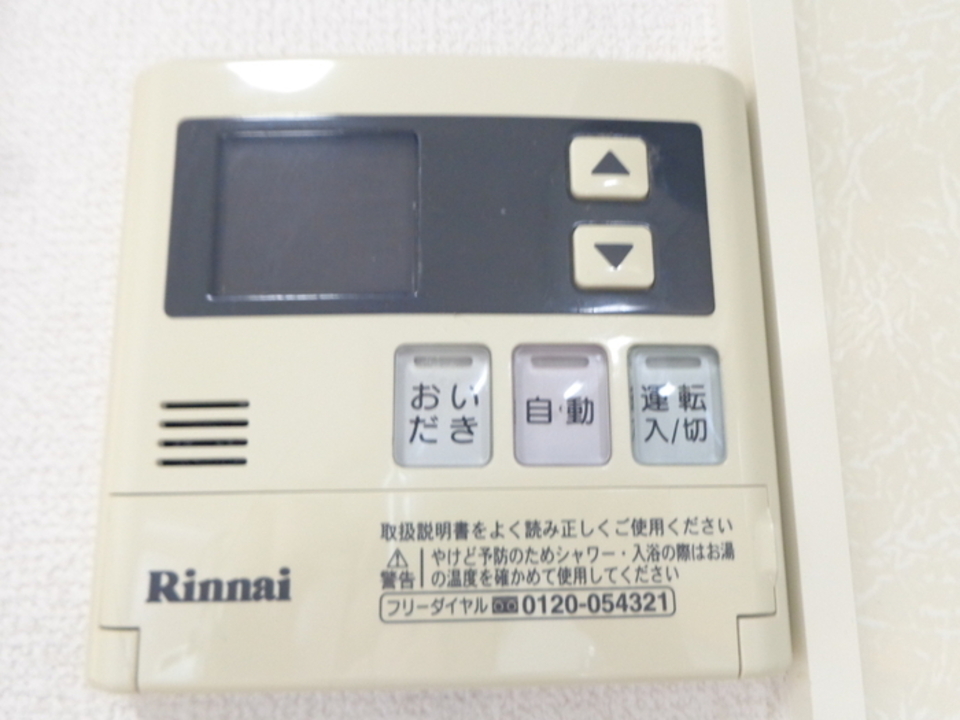 おい
だき
自動
運転
入/切
取扱説明書をよく読み正しくご使用ください
警告
やけど予防のためシャワー・入浴の際はお湯
の温度を確かめて使用してください
Rinnai
フリーダイヤル 0120-054321